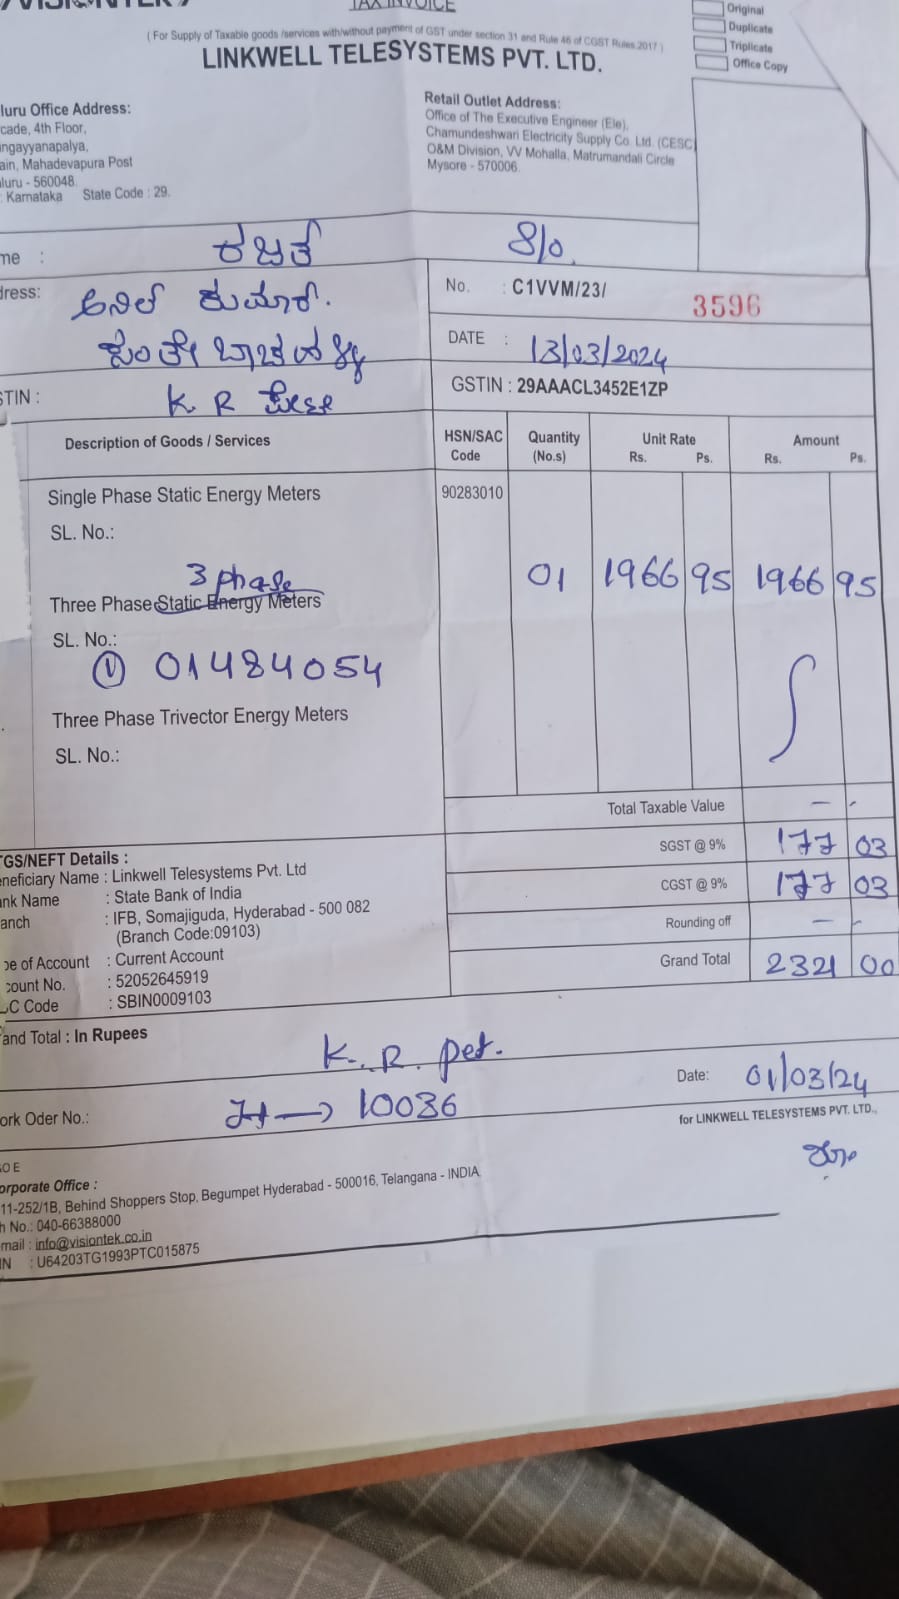 TAX INVOICE
Original
Duplicate
Triplicate
Office Copy
( For Supply of Taxable goods /services with/without payment of GST under section 31 and Rule 46 of CGST Rules.2017 )
LINKWELL TELESYSTEMS PVT. LTD.
luru Office Address:
cade, 4th Floor,
ngayyanapalya,
ain, Mahadevapura Post
luru - 560048.
: Karnataka State Code : 29.
Retail Outlet Address:
Office of The Executive Engineer (Ele),
Chamundeshwari Electricity Supply Co. Ltd. (CESC
O&M Division, VV Mohalla, Matrumandali Circle
Mysore - 570006.
me : S/o.
dress: ಅನಿಲ್ ಕುಮಾರ್.
No. : C1VVM/23/ 3596
DATE : 13/03/2024
STIN : K. R ಪೇಟೆ
GSTIN : 29AAACL3452E1ZP
Description of Goods / Services HSN/SAC Code Quantity (No.s) Unit Rate Rs. Ps. Amount Rs. Ps.
Single Phase Static Energy Meters 90283010
SL. No.:
3 phase
Three Phase Static Energy Meters 01 1966 95 1966 95
SL. No.:
① 01484054
Three Phase Trivector Energy Meters
SL. No.:
Total Taxable Value - -
SGST @ 9% 177 03
CGST @ 9% 177 03
Rounding off - -
Grand Total 2321 00
TGS/NEFT Details :
neficiary Name : Linkwell Telesystems Pvt. Ltd
nk Name : State Bank of India
anch : IFB, Somajiguda, Hyderabad - 500 082
(Branch Code:09103)
pe of Account : Current Account
count No. : 52052645919
C Code : SBIN0009103
and Total : In Rupees
K. R. pet.
ork Oder No.: 10036
Date: 01/03/24
for LINKWELL TELESYSTEMS PVT. LTD.,
O E
orporate Office :
11-252/1B, Behind Shoppers Stop, Begumpet Hyderabad - 500016, Telangana - INDIA
h No.: 040-66388000
mail : info@visiontek.co.in
IN : U64203TG1993PTC015875